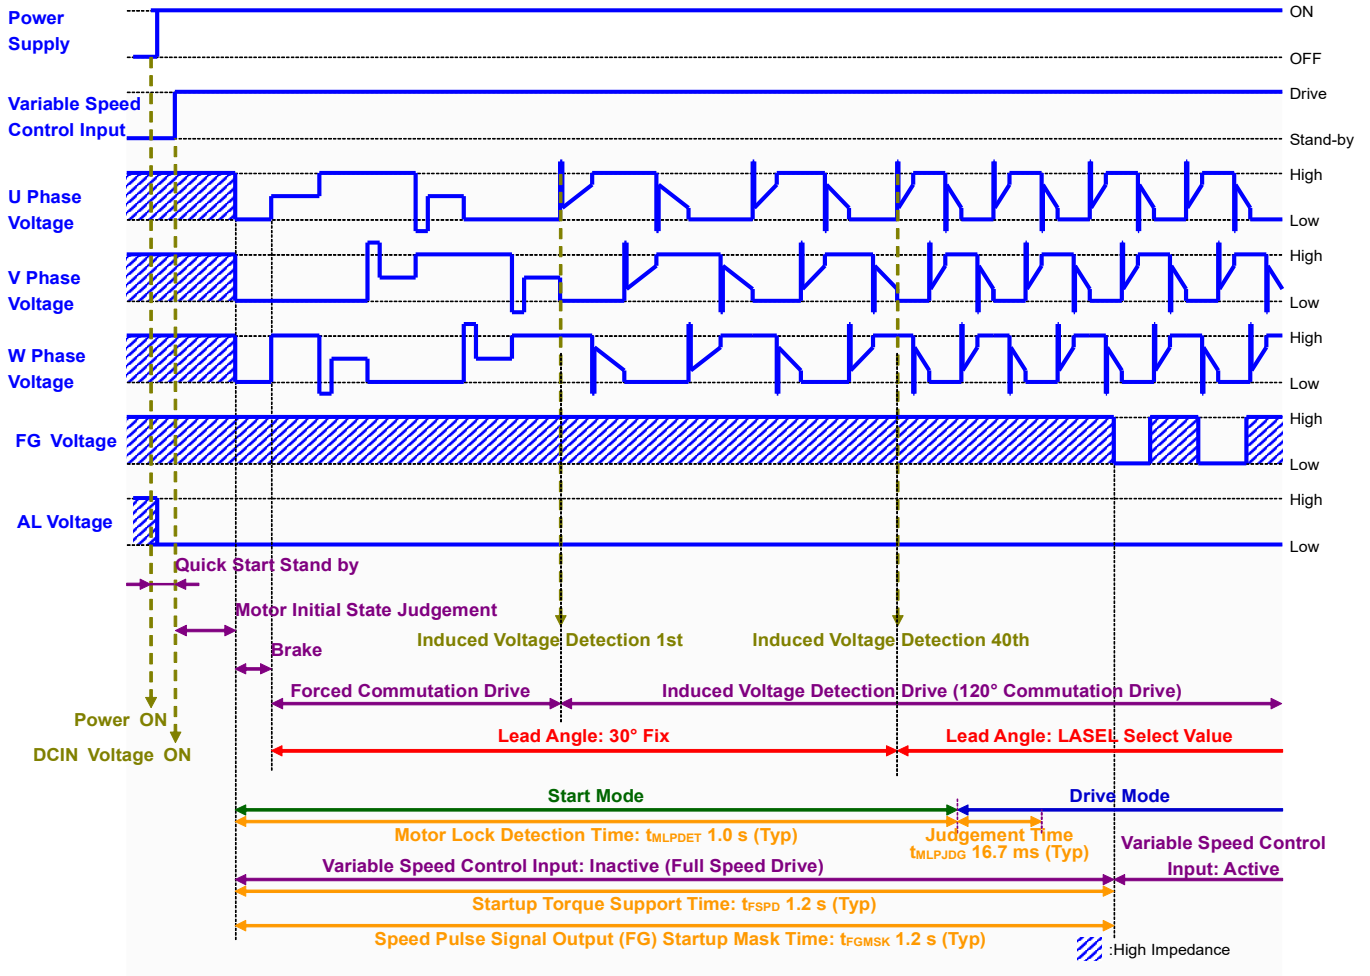 Power
Supply
ON
OFF
Variable Speed
Control Input
Drive
Stand-by
U Phase
Voltage
High
Low
V Phase
Voltage
High
Low
W Phase
Voltage
High
Low
FG Voltage
High
Low
AL Voltage
High
Low
Quick Start Stand by
Motor Initial State Judgement
Induced Voltage Detection 1st
Induced Voltage Detection 40th
Brake
Forced Commutation Drive
Induced Voltage Detection Drive (120° Commutation Drive)
Power ON
DCIN Voltage ON
Lead Angle: 30° Fix
Lead Angle: LASEL Select Value
Start Mode
Drive Mode
Motor Lock Detection Time: tMLPDET 1.0 s (Typ)
Judgement Time
tMLPJDG 16.7 ms (Typ)
Variable Speed Control
Input: Active
Variable Speed Control Input: Inactive (Full Speed Drive)
Startup Torque Support Time: tFSPD 1.2 s (Typ)
Speed Pulse Signal Output (FG) Startup Mask Time: tFGMSK 1.2 s (Typ)
:High Impedance